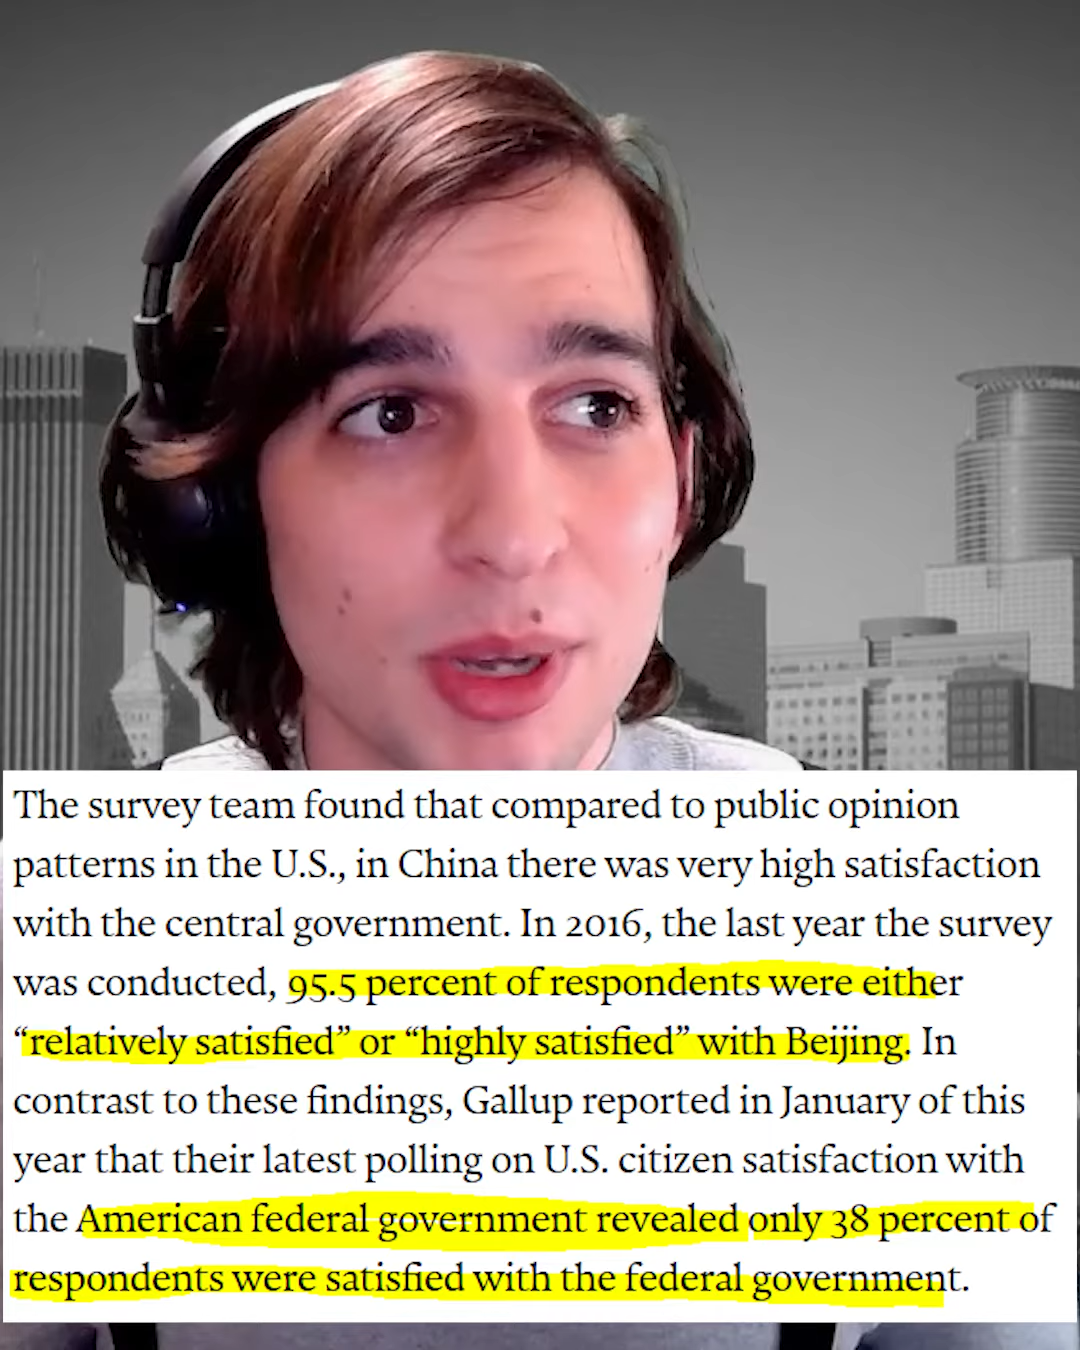 The survey team found that compared to public opinion
patterns in the U.S., in China there was very high satisfaction
with the central government. In 2016, the last year the survey
was conducted, 95.5 percent of respondents were either
“relatively satisfied” or “highly satisfied” with Beijing. In
contrast to these findings, Gallup reported in January of this
year that their latest polling on U.S. citizen satisfaction with
the American federal government revealed only 38 percent of
respondents were satisfied with the federal government.